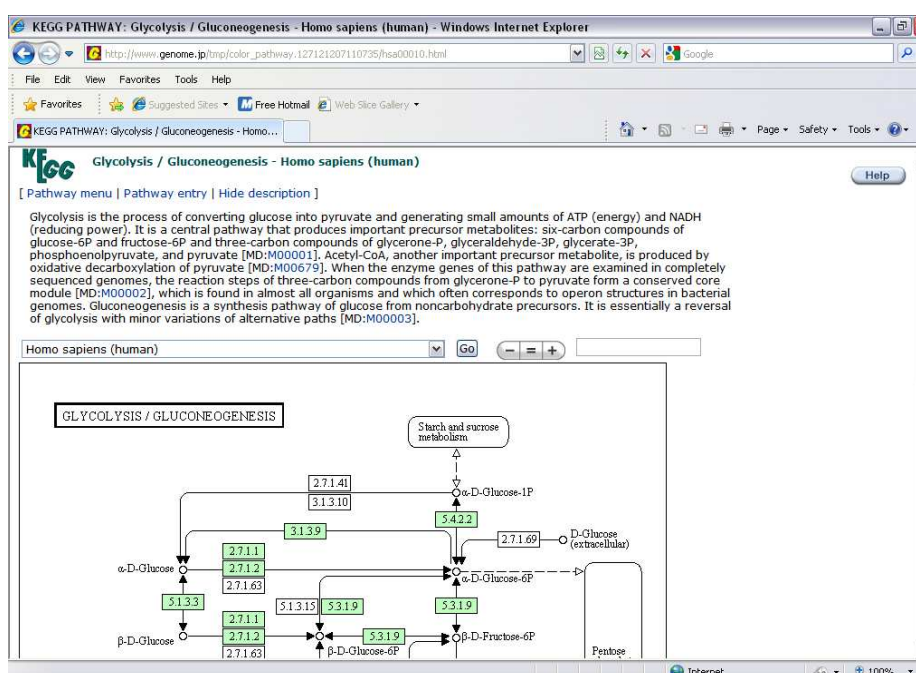 KEGG PATHWAY: Glycolysis / Gluconeogenesis - Homo sapiens (human) - Windows Internet Explorer
http://www.genome.jp/tmp/color_pathway.127121207110735/hsa00010.html
Google
File Edit View Favorites Tools Help
Favorites Suggested Sites Free Hotmail Web Slice Gallery
KEGG PATHWAY: Glycolysis / Gluconeogenesis - Homo...
Page Safety Tools
KEGG Glycolysis / Gluconeogenesis - Homo sapiens (human)
Help
[ Pathway menu | Pathway entry | Hide description ]
Glycolysis is the process of converting glucose into pyruvate and generating small amounts of ATP (energy) and NADH
(reducing power). It is a central pathway that produces important precursor metabolites: six-carbon compounds of
glucose-6P and fructose-6P and three-carbon compounds of glycerone-P, glyceraldehyde-3P, glycerate-3P,
phosphoenolpyruvate, and pyruvate [MD:M00001]. Acetyl-CoA, another important precursor metabolite, is produced by
oxidative decarboxylation of pyruvate [MD:M00679]. When the enzyme genes of this pathway are examined in completely
sequenced genomes, the reaction steps of three-carbon compounds from glycerone-P to pyruvate form a conserved core
module [MD:M00002], which is found in almost all organisms and which often corresponds to operon structures in bacterial
genomes. Gluconeogenesis is a synthesis pathway of glucose from noncarbohydrate precursors. It is essentially a reversal
of glycolysis with minor variations of alternative paths [MD:M00003].
Homo sapiens (human) Go - = +
GLYCOLYSIS / GLUCONEOGENESIS
Starch and sucrose
metabolism
2.7.1.41
3.1.3.10
α-D-Glucose-1P
5.4.2.2
3.1.3.9
2.7.1.69
D-Glucose
(extracellular)
2.7.1.1
α-D-Glucose
2.7.1.2
α-D-Glucose-6P
2.7.1.63
5.1.3.3
5.1.3.15
5.3.1.9
5.3.1.9
2.7.1.1
β-D-Glucose
2.7.1.2
5.3.1.9
β-D-Fructose-6P
2.7.1.63
β-D-Glucose-6P
Pentose
Internet
100%